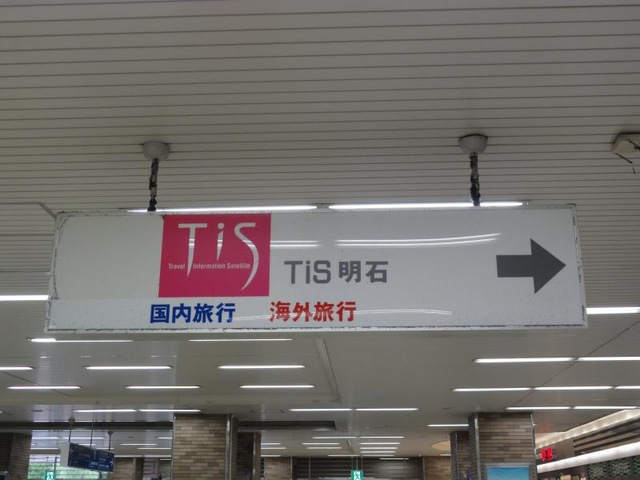 TiS
Travel Information Satellite
TiS 明石
国内旅行 海外旅行